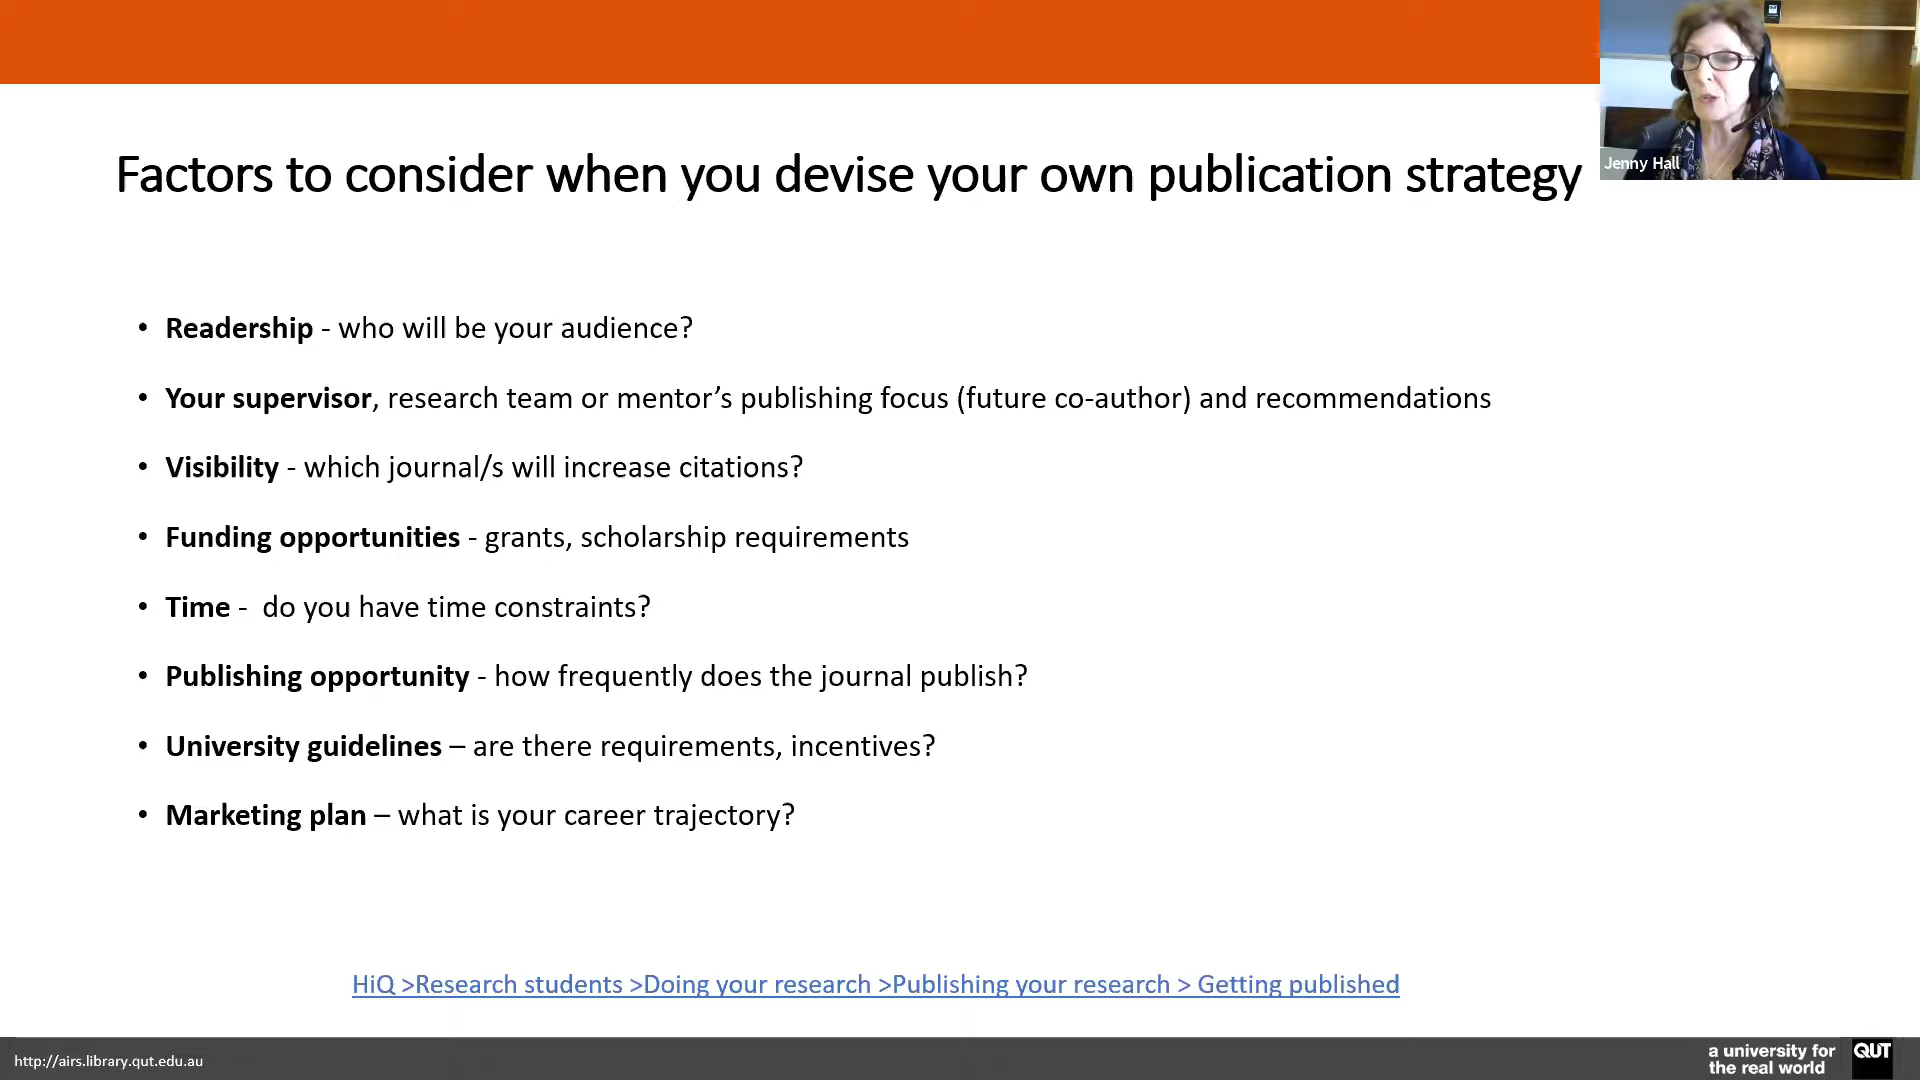 Jenny Hall
Factors to consider when you devise your own publication strategy
• Readership - who will be your audience?
• Your supervisor, research team or mentor’s publishing focus (future co-author) and recommendations
• Visibility - which journal/s will increase citations?
• Funding opportunities - grants, scholarship requirements
• Time -  do you have time constraints?
• Publishing opportunity - how frequently does the journal publish?
• University guidelines – are there requirements, incentives?
• Marketing plan – what is your career trajectory?
HiQ >Research students >Doing your research >Publishing your research > Getting published
http://airs.library.qut.edu.au
a university for
the real world
QUT